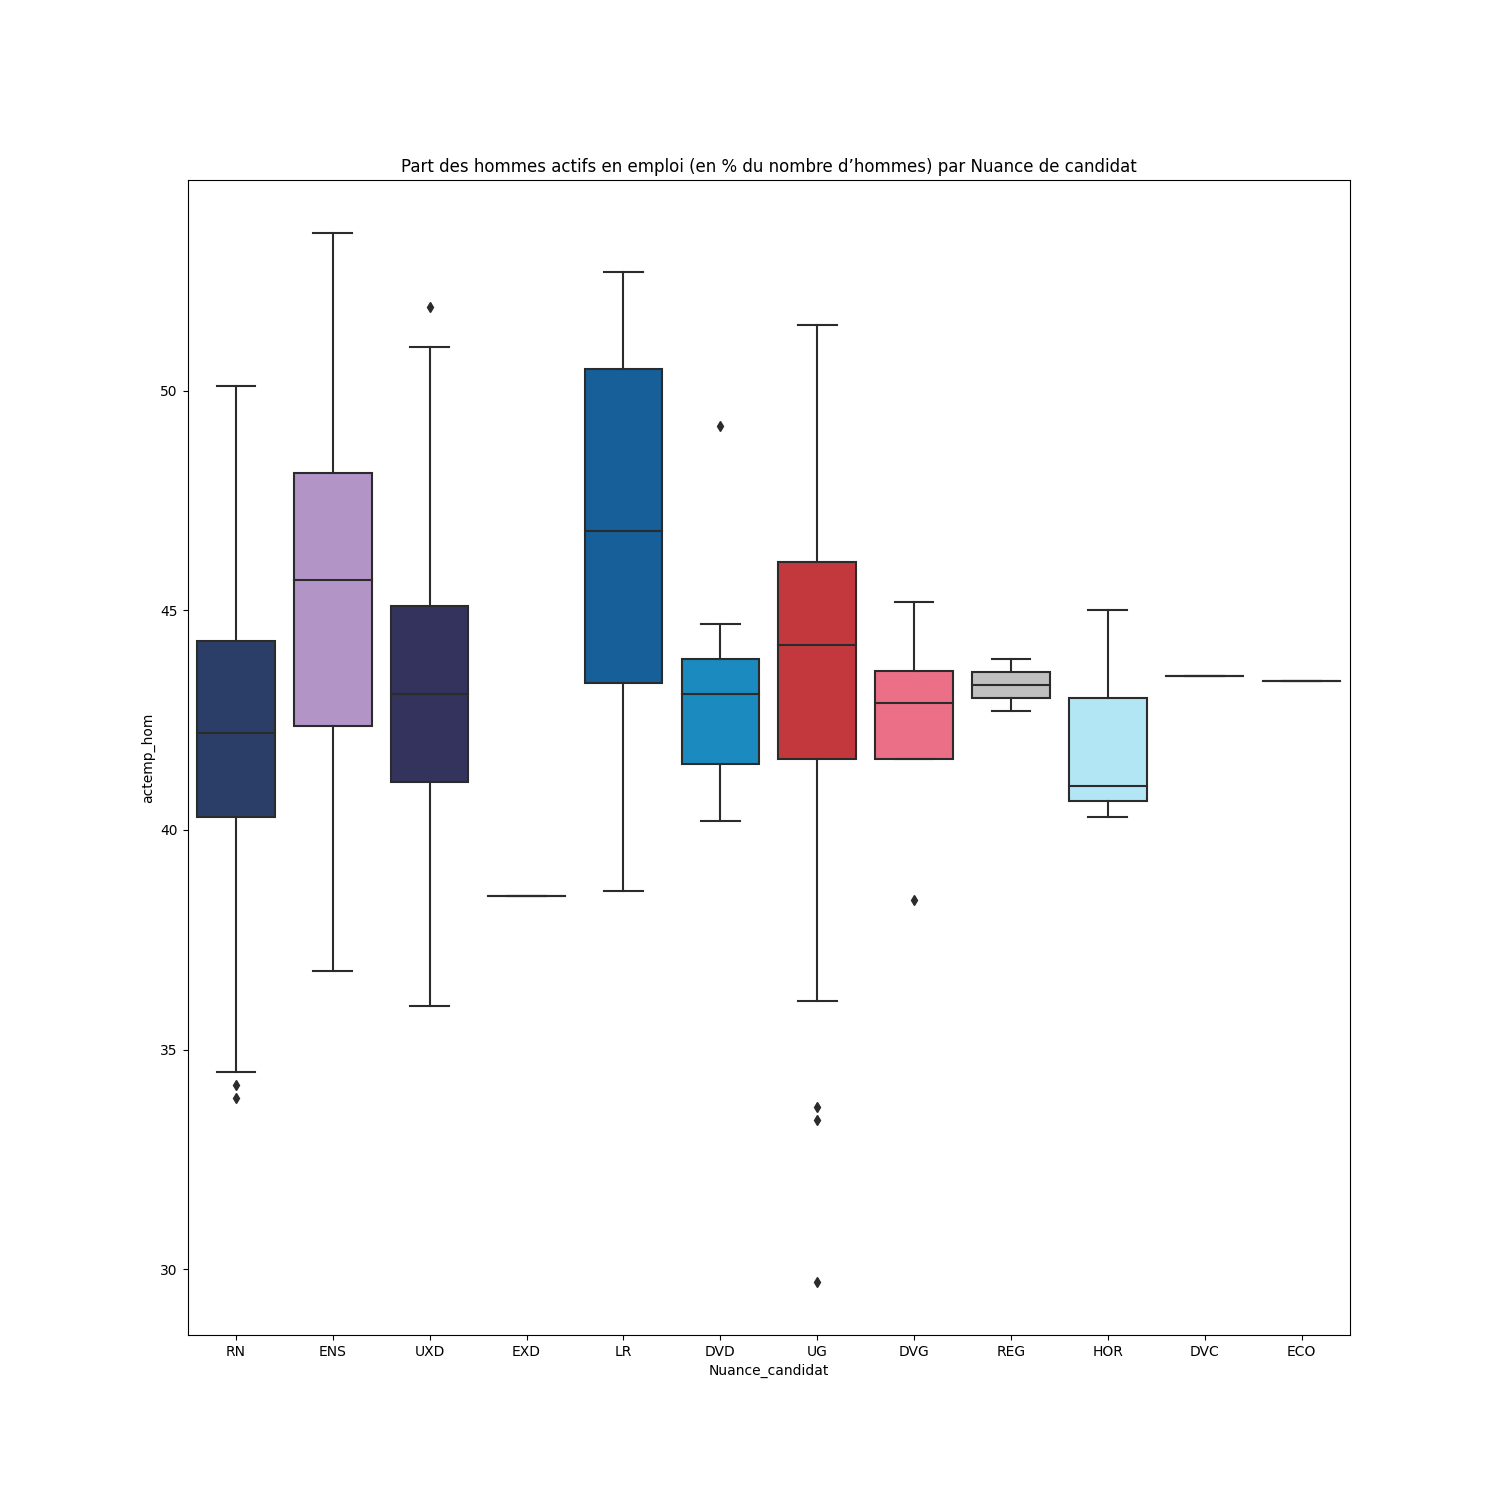 Part des hommes actifs en emploi (en % du nombre d’hommes) par Nuance de candidat
50
45
40
35
30
actemp_hom
RN ENS UXD EXD LR DVD UG DVG REG HOR DVC ECO
Nuance_candidat